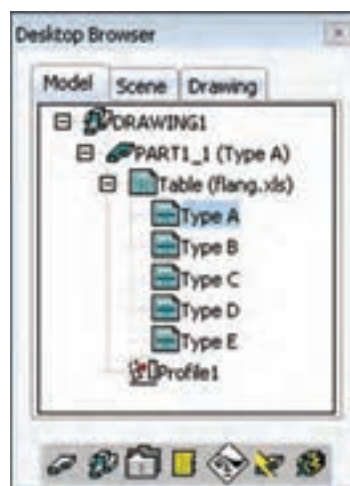 Desktop Browser
Model Scene Drawing
DRAWING1
PART1_1 (Type A)
Table (flang.xls)
Type A
Type B
Type C
Type D
Type E
Profile1